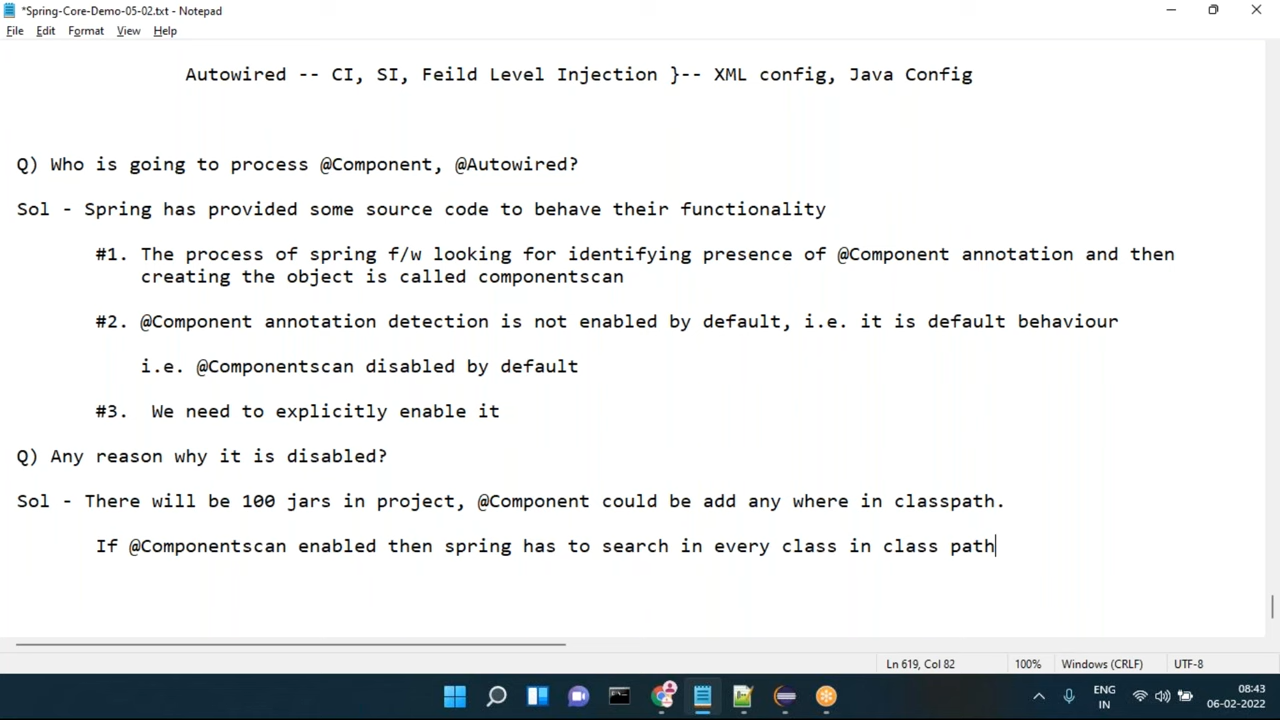 *Spring-Core-Demo-05-02.txt - Notepad
File Edit Format View Help
Autowired -- CI, SI, Feild Level Injection }-- XML config, Java Config
Q) Who is going to process @Component, @Autowired?
Sol - Spring has provided some source code to behave their functionality
#1. The process of spring f/w looking for identifying presence of @Component annotation and then
creating the object is called componentscan
#2. @Component annotation detection is not enabled by default, i.e. it is default behaviour
i.e. @Componentscan disabled by default
#3. We need to explicitly enable it
Q) Any reason why it is disabled?
Sol - There will be 100 jars in project, @Component could be add any where in classpath.
If @Componentscan enabled then spring has to search in every class in class path
Ln 619, Col 82 100% Windows (CRLF) UTF-8
ENG
IN
08:43
06-02-2022